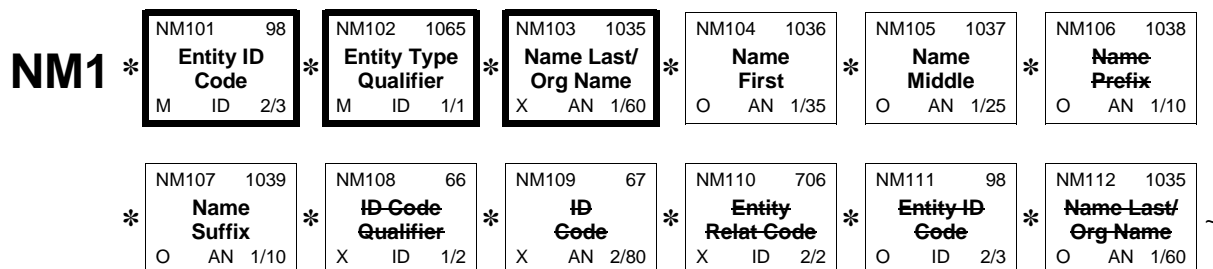 NM101 98 NM102 1065 NM103 1035 NM104 1036 NM105 1037 NM106 1038
NM1 * Entity ID Code * Entity Type Qualifier * Name Last/ Org Name * Name First * Name Middle * Name Prefix
M ID 2/3 M ID 1/1 X AN 1/60 O AN 1/35 O AN 1/25 O AN 1/10
NM107 1039 NM108 66 NM109 67 NM110 706 NM111 98 NM112 1035
* Name Suffix * ID Code Qualifier * ID Code * Entity Relat Code * Entity ID Code * Name Last/ Org Name ~
O AN 1/10 X ID 1/2 X AN 2/80 X ID 2/2 O ID 2/3 O AN 1/60